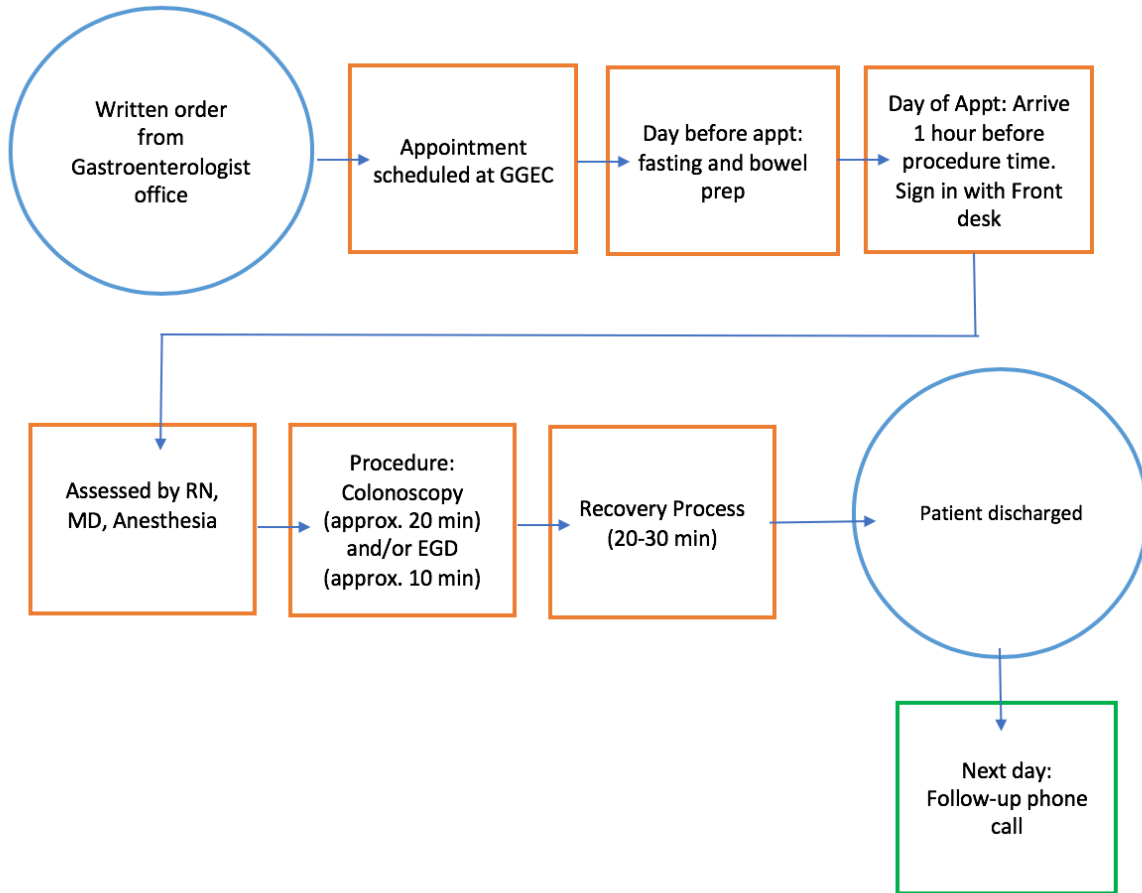 Written order
from
Gastroenterologist
office
Appointment
scheduled at GGEC
Day before appt:
fasting and bowel
prep
Day of Appt: Arrive
1 hour before
procedure time.
Sign in with Front
desk
Assessed by RN,
MD, Anesthesia
Procedure:
Colonoscopy
(approx. 20 min)
and/or EGD
(approx. 10 min)
Recovery Process
(20-30 min)
Patient discharged
Next day:
Follow-up phone
call